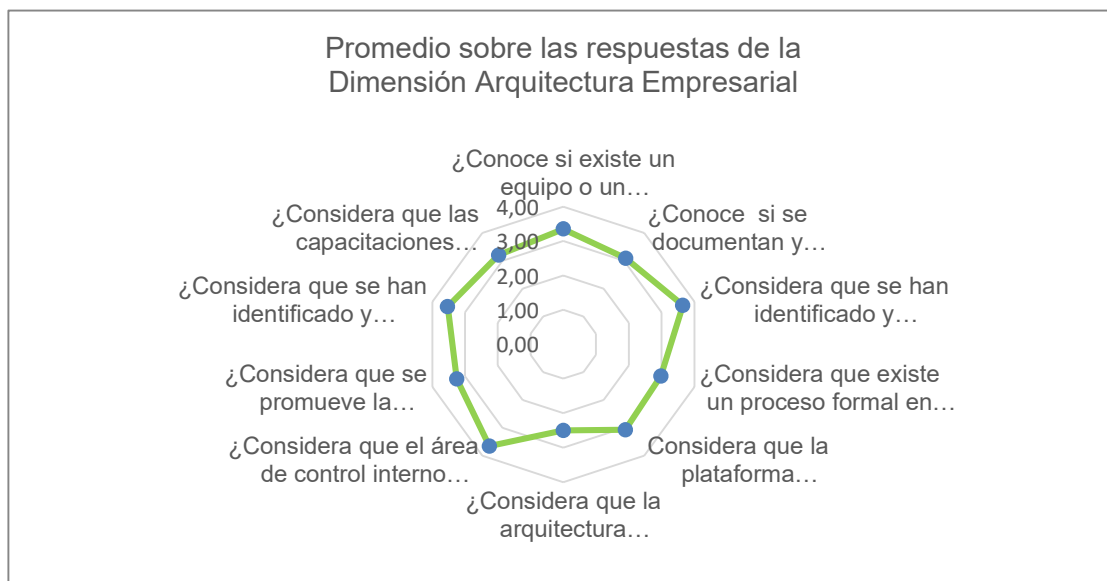 Promedio sobre las respuestas de la
Dimensión Arquitectura Empresarial
¿Conoce si existe un
equipo o un…
¿Conoce  si se
documentan y…
¿Considera que se han
identificado y…
¿Considera que existe
un proceso formal en…
Considera que la
plataforma…
¿Considera que la
arquitectura…
¿Considera que el área
de control interno…
¿Considera que se
promueve la…
¿Considera que se han
identificado y…
¿Considera que las
capacitaciones…
4,00
3,00
2,00
1,00
0,00